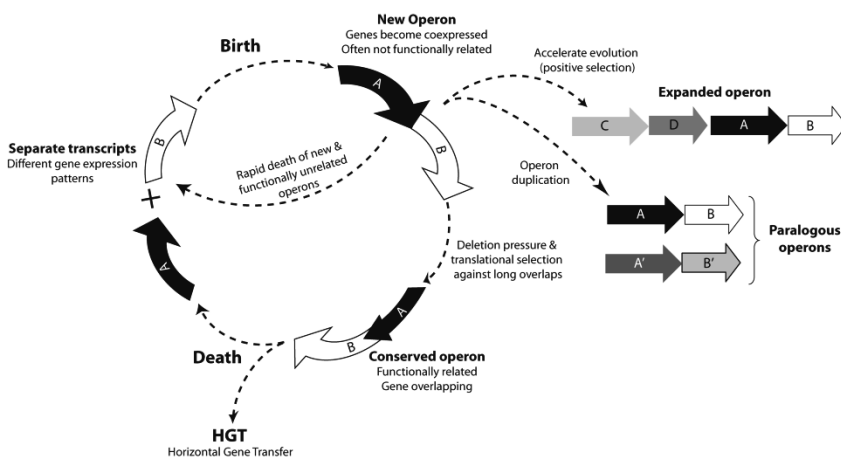 Birth
New Operon
Genes become coexpressed
Often not functionally related
A
B
Accelerate evolution
(positive selection)
Expanded operon
C D A B
Separate transcripts
Different gene expression
patterns
B
A
Rapid death of new &
functionally unrelated
operons
Operon
duplication
A B
A' B'
Paralogous
operons
Deletion pressure &
translational selection
against long overlaps
A
B
Conserved operon
Functionally related
Gene overlapping
Death
HGT
Horizontal Gene Transfer